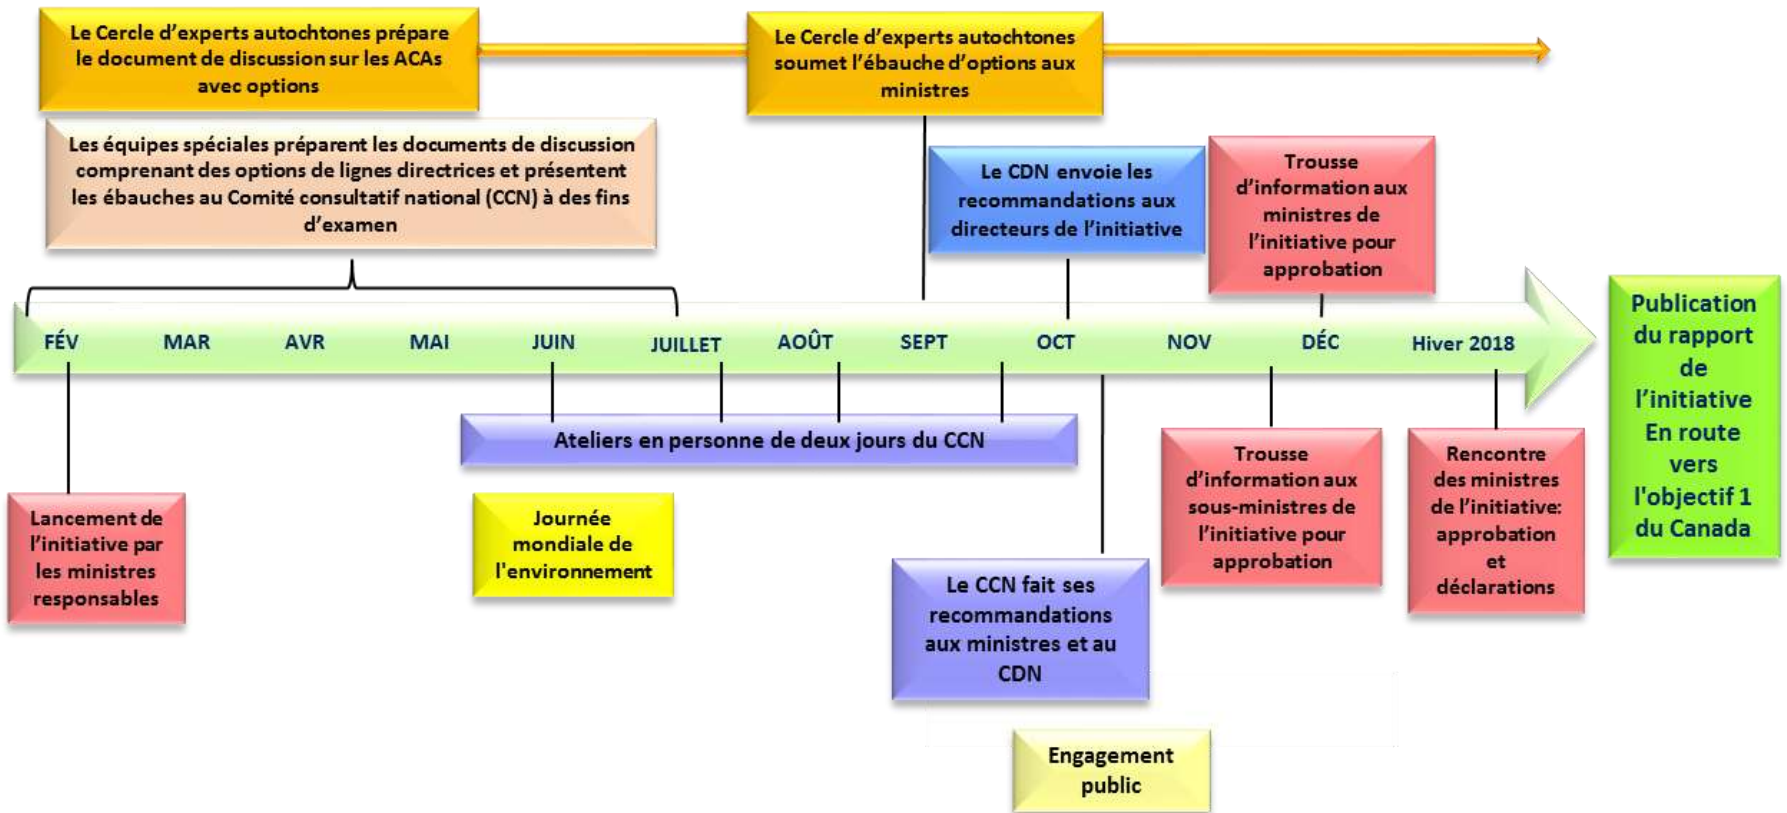 Le Cercle d’experts autochtones prépare
le document de discussion sur les ACAs
avec options
Le Cercle d’experts autochtones
soumet l’ébauche d’options aux
ministres
Les équipes spéciales préparent les documents de discussion
comprenant des options de lignes directrices et présentent
les ébauches au Comité consultatif national (CCN) à des fins
d’examen
Le CDN envoie les
recommandations aux
directeurs de l’initiative
Trousse
d’information aux
ministres de
l’initiative pour
approbation
FÉV MAR AVR MAI JUIN JUILLET AOÛT SEPT OCT NOV DÉC Hiver 2018
Publication
du rapport
de
l’initiative
En route
vers
l'objectif 1
du Canada
Ateliers en personne de deux jours du CCN
Lancement de
l’initiative par
les ministres
responsables
Journée
mondiale de
l'environnement
Le CCN fait ses
recommandations
aux ministres et au
CDN
Trousse
d’information aux
sous-ministres de
l’initiative pour
approbation
Rencontre
des ministres
de l’initiative:
approbation
et
déclarations
Engagement
public